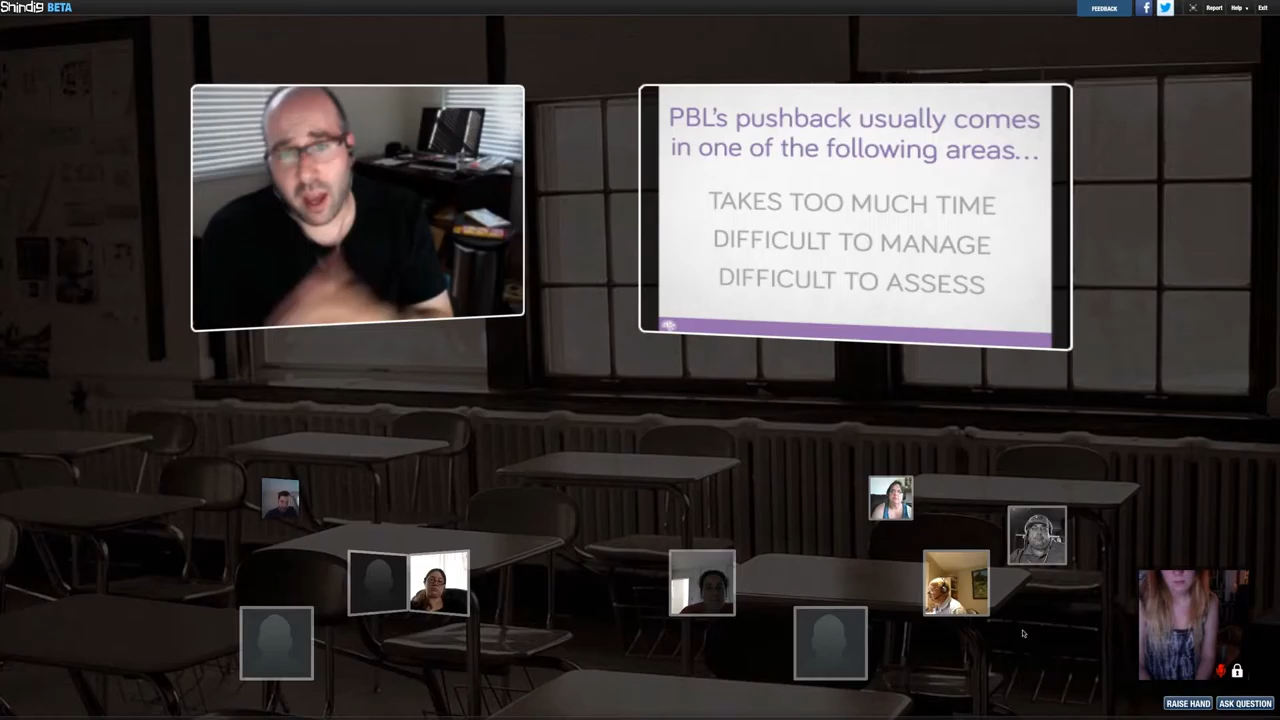 Shindig BETA
FEEDBACK
Report
Help
Exit
PBL's pushback usually comes
in one of the following areas...
TAKES TOO MUCH TIME
DIFFICULT TO MANAGE
DIFFICULT TO ASSESS
RAISE HAND
ASK QUESTION